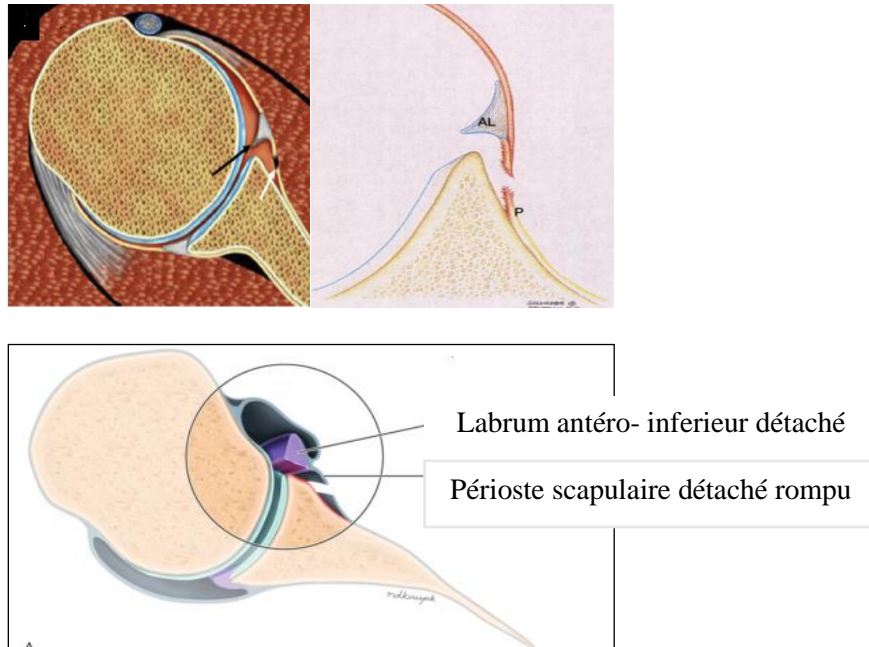 AL
P
Labrum antéro- inferieur détaché
Périoste scapulaire détaché rompu
A